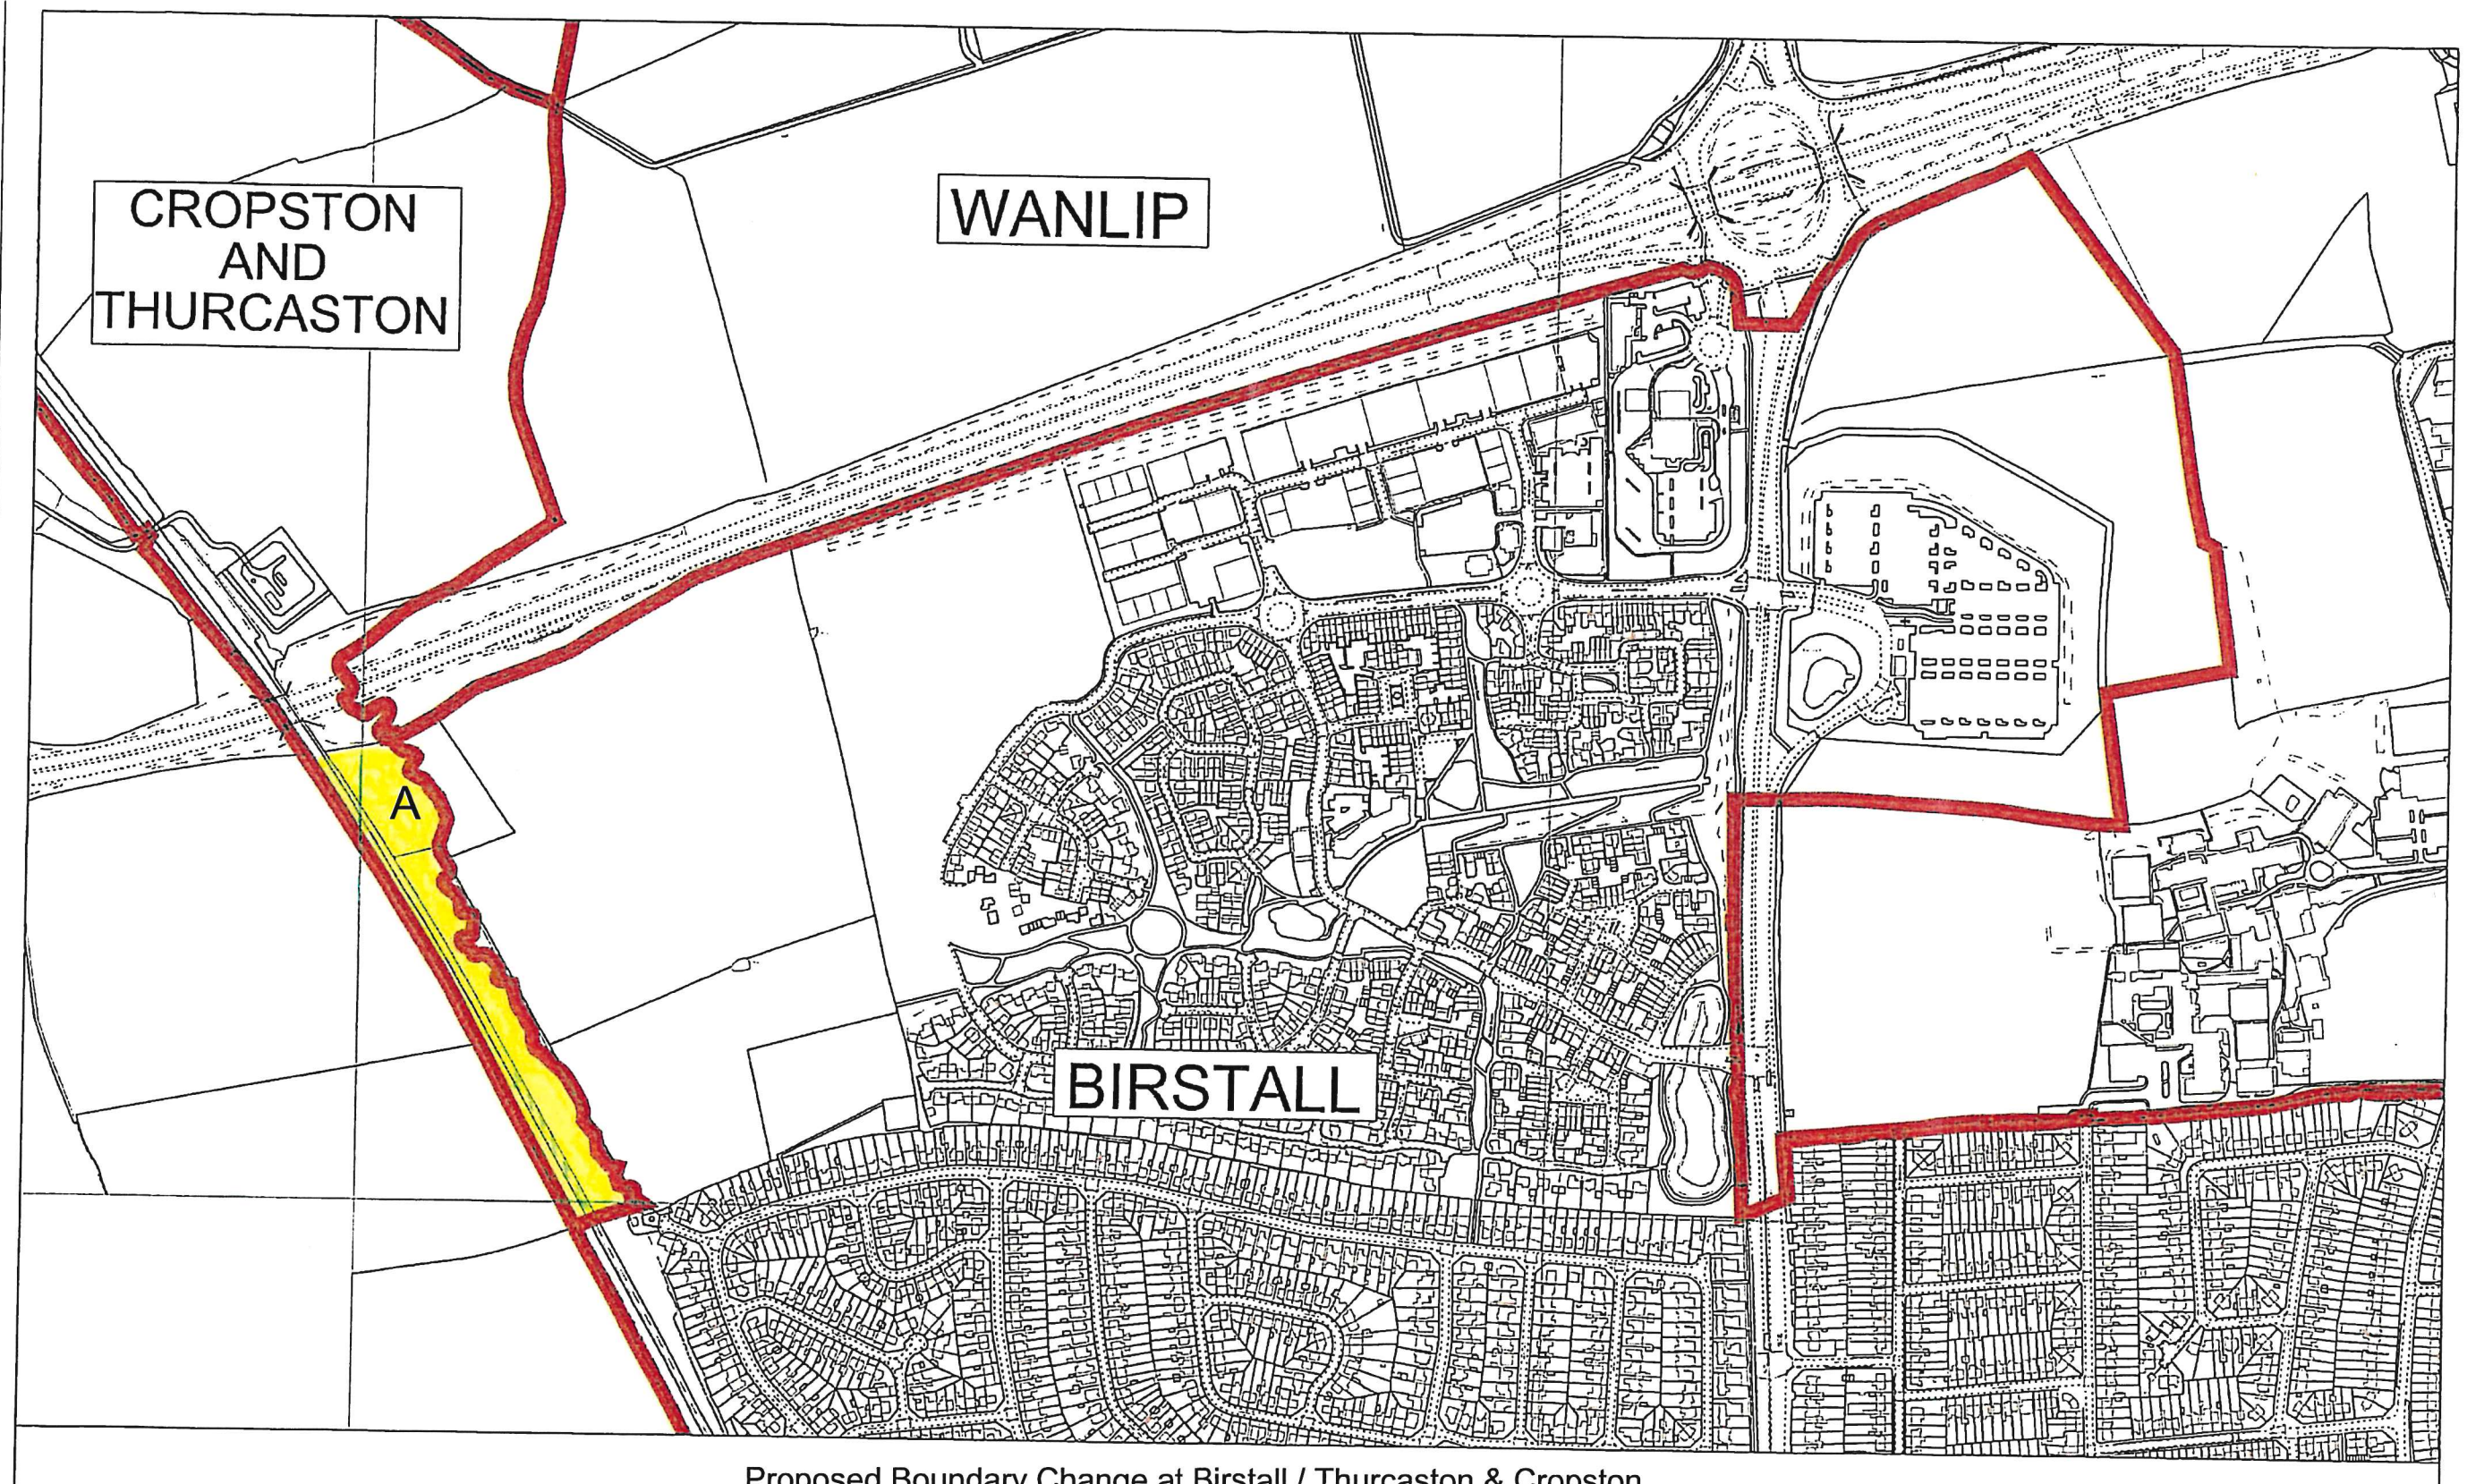 CROPSTON
AND
THURCASTON
WANLIP
A
BIRSTALL
Proposed Boundary Change at Birstall / Thurcaston & Cropston